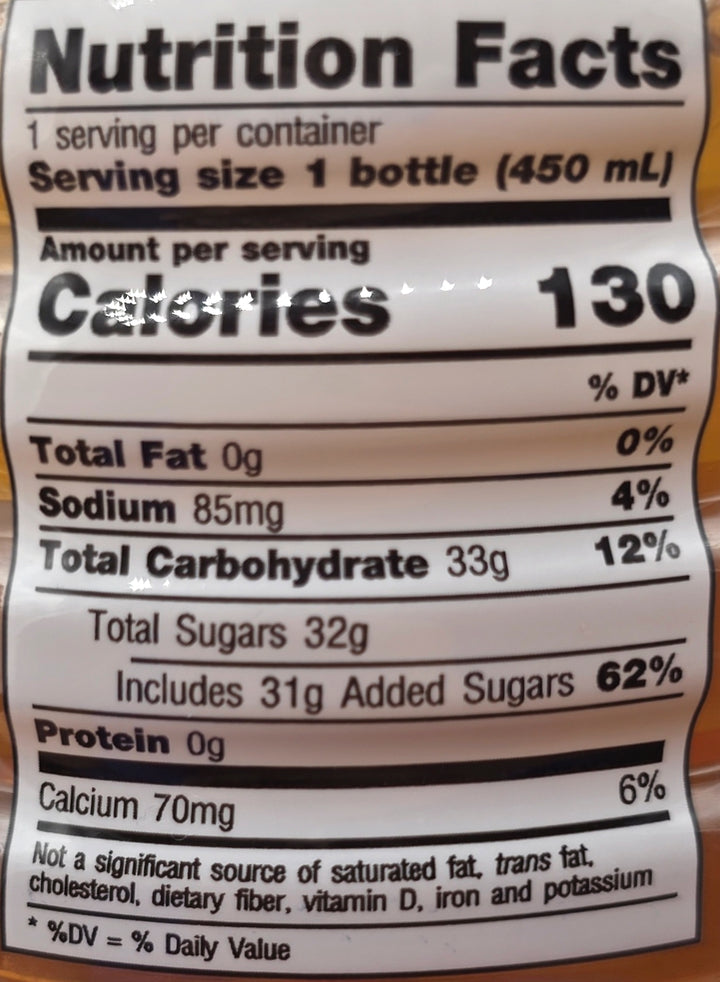 Nutrition Facts
1 serving per container
Serving size 1 bottle (450 mL)
Amount per serving
Calories 130
% DV*
Total Fat 0g 0%
Sodium 85mg 4%
Total Carbohydrate 33g 12%
Total Sugars 32g
Includes 31g Added Sugars 62%
Protein 0g
Calcium 70mg 6%
Not a significant source of saturated fat, trans fat,
cholesterol, dietary fiber, vitamin D, iron and potassium
* %DV = % Daily Value